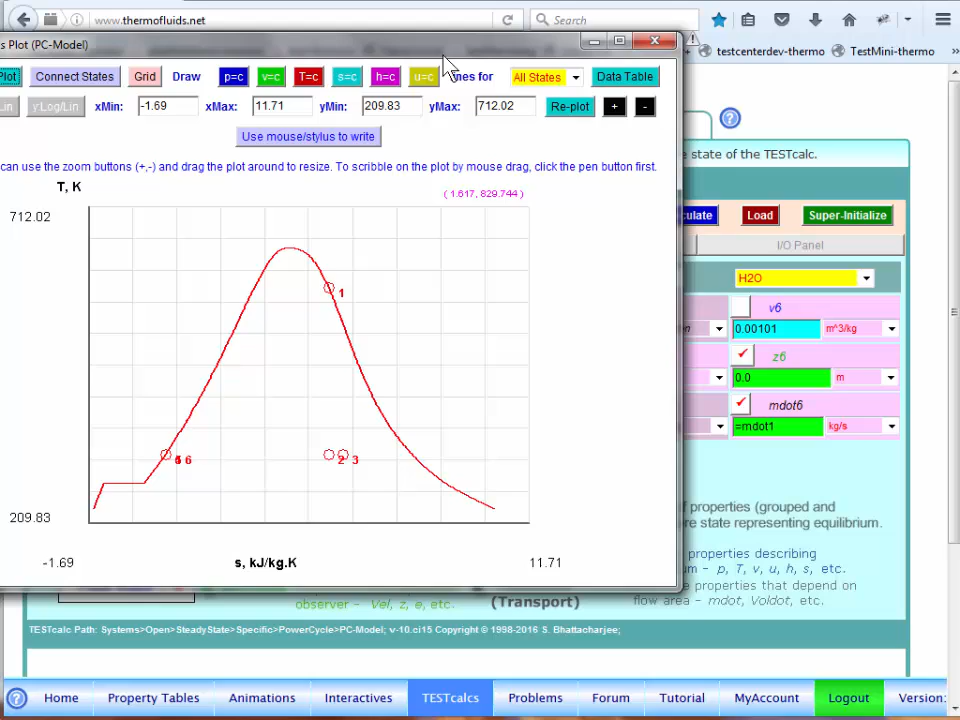 www.thermofluids.net
Search
s Plot (PC-Model)
testcenterdev-thermo
TestMini-thermo
Plot
Connect States
Grid
Draw
p=c
v=c
T=c
s=c
h=c
u=c
nes for
All States
Data Table
Lin
y:Log/Lin
xMin:
-1.69
xMax:
11.71
yMin:
209.83
yMax:
712.02
Re-plot
+
-
Use mouse/stylus to write
can use the zoom buttons (+,-) and drag the plot around to resize. To scribble on the plot by mouse drag, click the pen button first.
e state of the TESTcalc.
T, K
( 1.617, 829.744 )
712.02
1
2
3
6
209.83
-1.69
s, kJ/kg.K
11.71
ulate
Load
Super-Initialize
I/O Panel
H2O
v6
0.00101
m^3/kg
z6
0.0
m
mdot6
=mdot1
kg/s
f properties (grouped and
re state representing equilibrium.
properties describing
um - p, T, v, u, h, s, etc.
e properties that depend on
flow area - mdot, Voldot, etc.
observer - Vel, z, e, etc.
(Transport)
TESTcalc Path: Systems>Open>SteadyState>Specific>PowerCycle>PC-Model; v-10.ci15 Copyright © 1998-2016 S. Bhattacharjee;
Home
Property Tables
Animations
Interactives
TESTcalcs
Problems
Forum
Tutorial
MyAccount
Logout
Version: